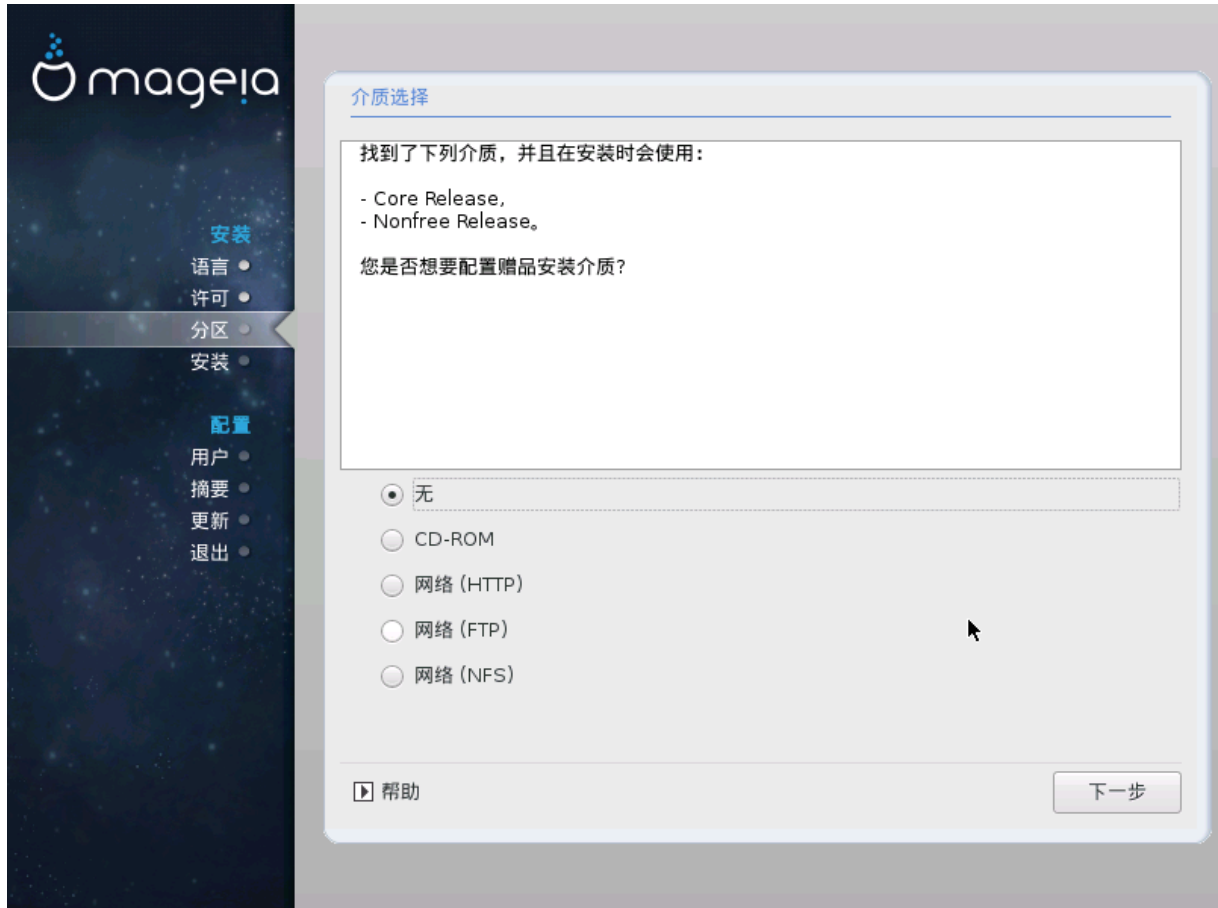 mageia
安装
语言
许可
分区
安装
配置
用户
摘要
更新
退出
介质选择
找到了下列介质，并且在安装时会使用：
- Core Release,
- Nonfree Release。
您是否想要配置赠品安装介质？
无
CD-ROM
网络 (HTTP)
网络 (FTP)
网络 (NFS)
帮助
下一步